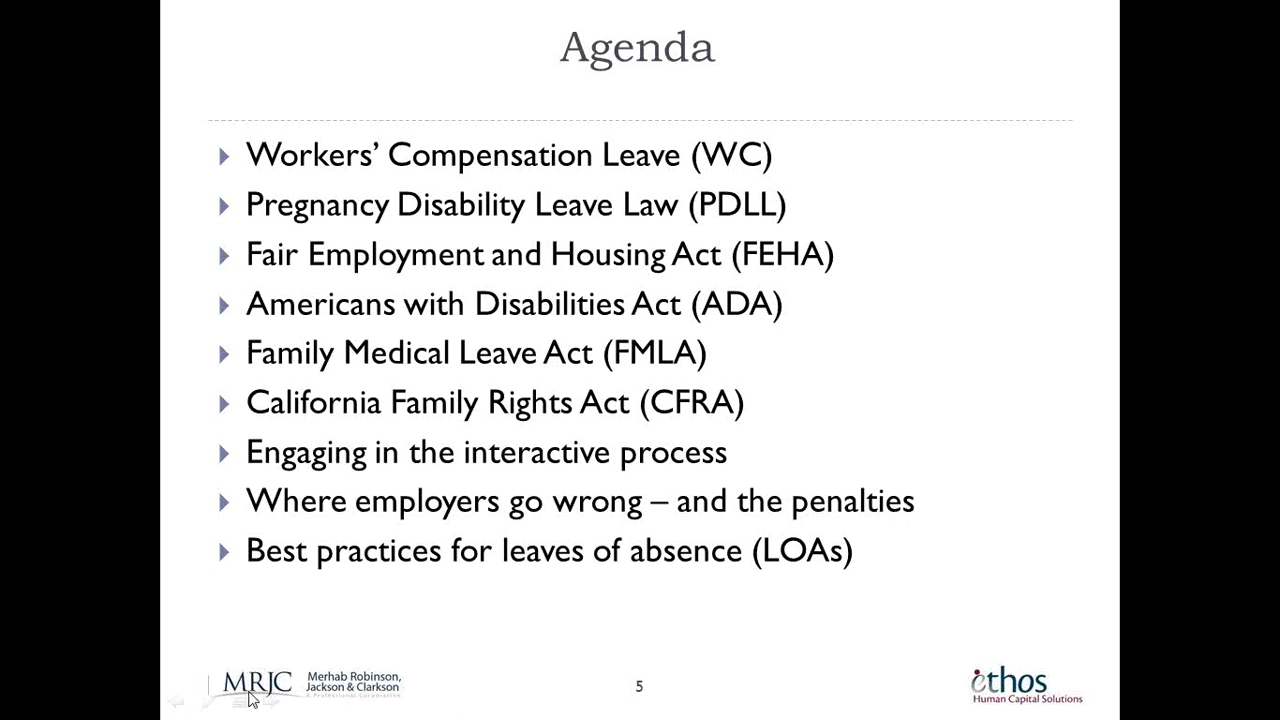 Agenda
Workers' Compensation Leave (WC)
Pregnancy Disability Leave Law (PDLL)
Fair Employment and Housing Act (FEHA)
Americans with Disabilities Act (ADA)
Family Medical Leave Act (FMLA)
California Family Rights Act (CFRA)
Engaging in the interactive process
Where employers go wrong – and the penalties
Best practices for leaves of absence (LOAs)
MRJC
Merhab Robinson,
Jackson & Clarkson
A Professional Corporation
5
ethos
Human Capital Solutions